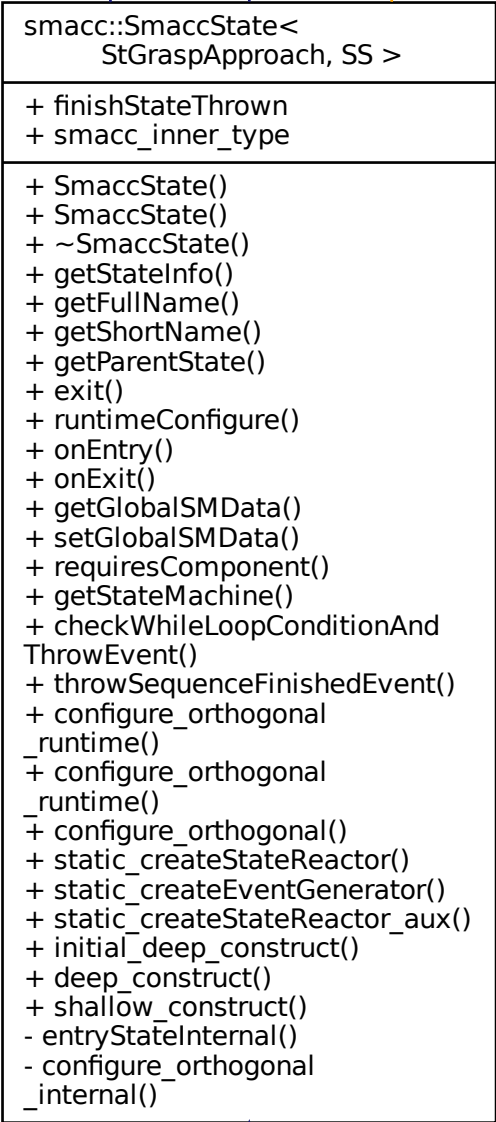 smacc::SmaccState<
StGraspApproach, SS >
+ finishStateThrown
+ smacc_inner_type
+ SmaccState()
+ SmaccState()
+ ~SmaccState()
+ getStateInfo()
+ getFullName()
+ getShortName()
+ getParentState()
+ exit()
+ runtimeConfigure()
+ onEntry()
+ onExit()
+ getGlobalSMData()
+ setGlobalSMData()
+ requiresComponent()
+ getStateMachine()
+ checkWhileLoopConditionAnd
ThrowEvent()
+ throwSequenceFinishedEvent()
+ configure_orthogonal
_runtime()
+ configure_orthogonal
_runtime()
+ configure_orthogonal()
+ static_createStateReactor()
+ static_createEventGenerator()
+ static_createStateReactor_aux()
+ initial_deep_construct()
+ deep_construct()
+ shallow_construct()
- entryStateInternal()
- configure_orthogonal
_internal()